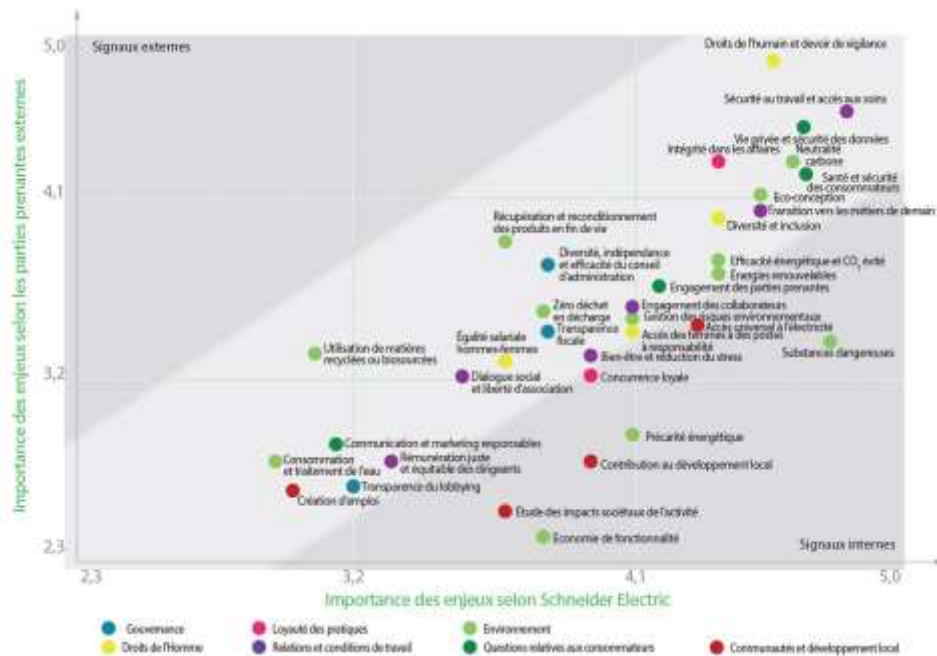 Importance des enjeux selon les parties prenantes externes
5,0
4,1
3,2
2,3
Signaux externes
Droits de l'humain et devoir de vigilance
Sécurité au travail et accès aux soins
Vie privée et sécurité des données
Intégrité dans les affaires
Neutralité
carbone
Santé et sécurité
des consommateurs
Eco-conception
Transition vers les métiers de demain
Diversité et inclusion
Récupération et reconditionnement
des produits en fin de vie
Diversité, indépendance
et efficacité du conseil
d'administration
Efficacité énergétique et CO₂ évité
Énergies renouvelables
Engagement des parties prenantes
Engagement des collaborateurs
Gestion des risques environnementaux
Zéro déchet
en décharge
Transparence
fiscale
Accès universel à l'électricité
Accès des femmes à des postes
à responsabilité
Substances dangereuses
Égalité salariale
hommes-femmes
Utilisation de matières
recyclées ou biosourcées
Bien-être et réduction du stress
Dialogue social
et liberté d'association
Concurrence loyale
Précarité énergétique
Communication et marketing responsables
Consommation
et traitement de l'eau
Rémunération juste
et équitable des dirigeants
Contribution au développement local
Transparence du lobbying
Création d'emploi
Étude des impacts sociétaux de l'activité
Economie de fonctionnalité
Signaux internes
2,3
3,2
4,1
5,0
Importance des enjeux selon Schneider Electric
Gouvernance
Loyauté des pratiques
Environnement
Droits de l'Homme
Relations et conditions de travail
Questions relatives aux consommateurs
Communautés et développement local